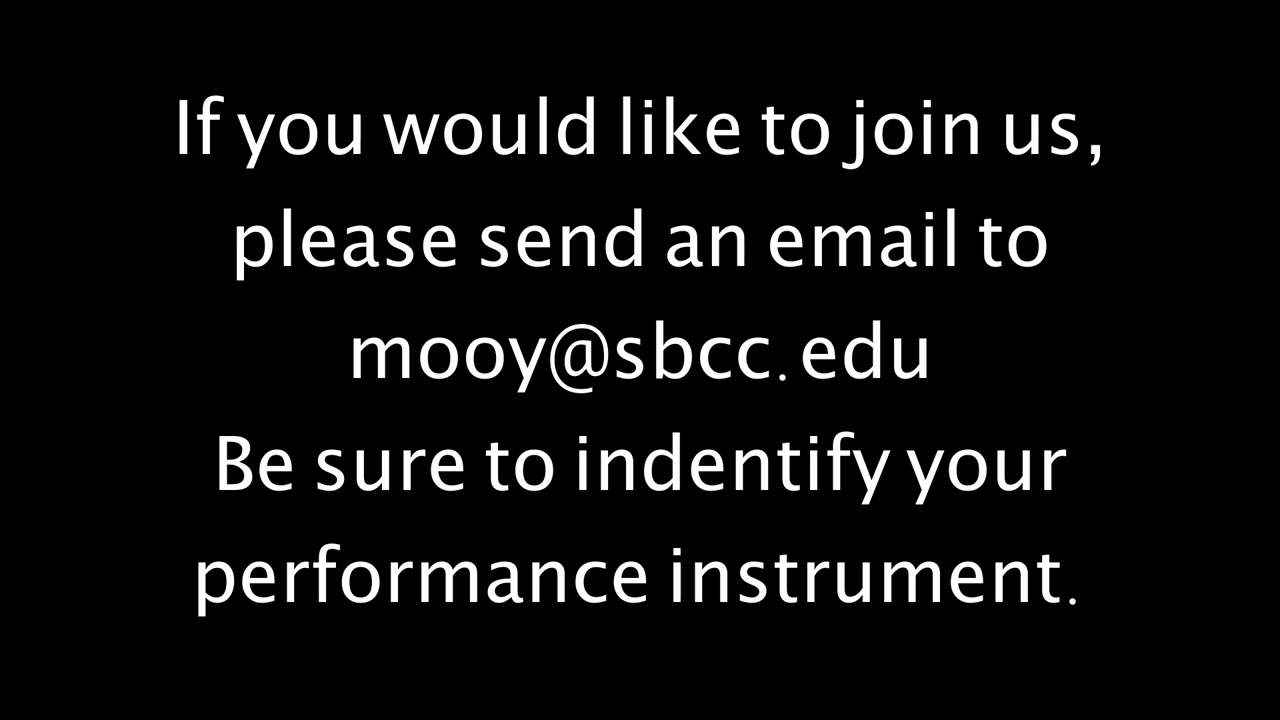 If you would like to join us,
please send an email to
mooy@sbcc.edu
Be sure to indentify your
performance instrument.